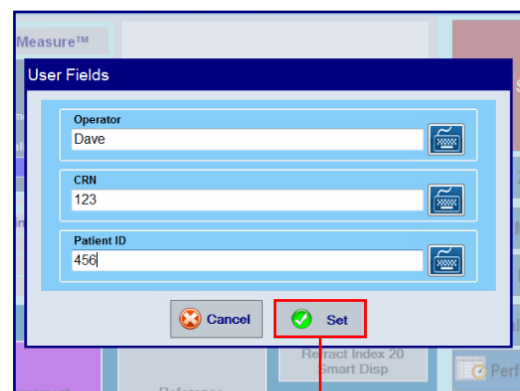 Measure™
User Fields
Operator
Dave
CRN
123
Patient ID
456
Cancel
Set
Refract Index 20
Smart Disp
Reference
Perf